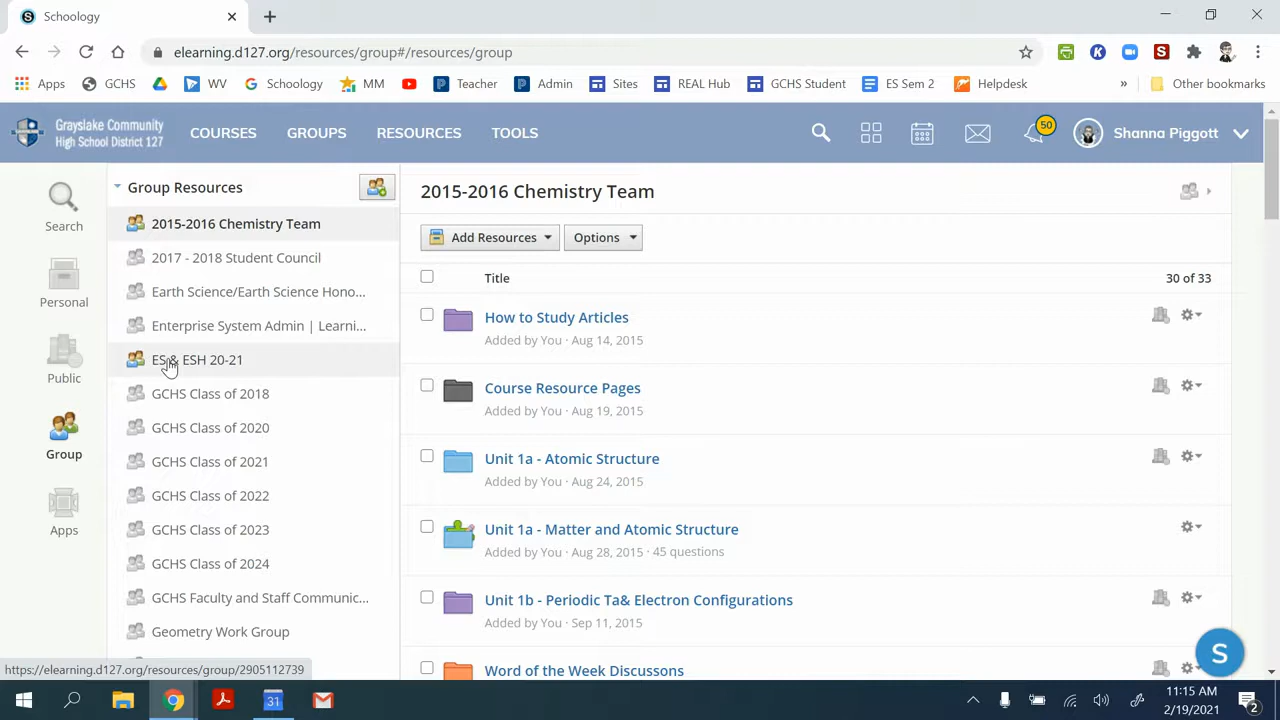 Schoology
elearning.d127.org/resources/group#/resources/group
Apps GCHS WV Schoology MM Teacher Admin Sites REAL Hub GCHS Student ES Sem 2 Helpdesk » Other bookmarks
Grayslake Community
High School District 127
COURSES GROUPS RESOURCES TOOLS
50
Shanna Piggott
Search
Personal
Public
Group
Apps
Group Resources
2015-2016 Chemistry Team
2017 - 2018 Student Council
Earth Science/Earth Science Hono...
Enterprise System Admin | Learni...
ES & ESH 20-21
GCHS Class of 2018
GCHS Class of 2020
GCHS Class of 2021
GCHS Class of 2022
GCHS Class of 2023
GCHS Class of 2024
GCHS Faculty and Staff Communic...
Geometry Work Group
2015-2016 Chemistry Team
Add Resources Options
Title 30 of 33
How to Study Articles
Added by You · Aug 14, 2015
Course Resource Pages
Added by You · Aug 19, 2015
Unit 1a - Atomic Structure
Added by You · Aug 24, 2015
Unit 1a - Matter and Atomic Structure
Added by You · Aug 28, 2015 · 45 questions
Unit 1b - Periodic Ta& Electron Configurations
Added by You · Sep 11, 2015
Word of the Week Discussons
S
https://elearning.d127.org/resources/group/2905112739
31
11:15 AM
2/19/2021
2